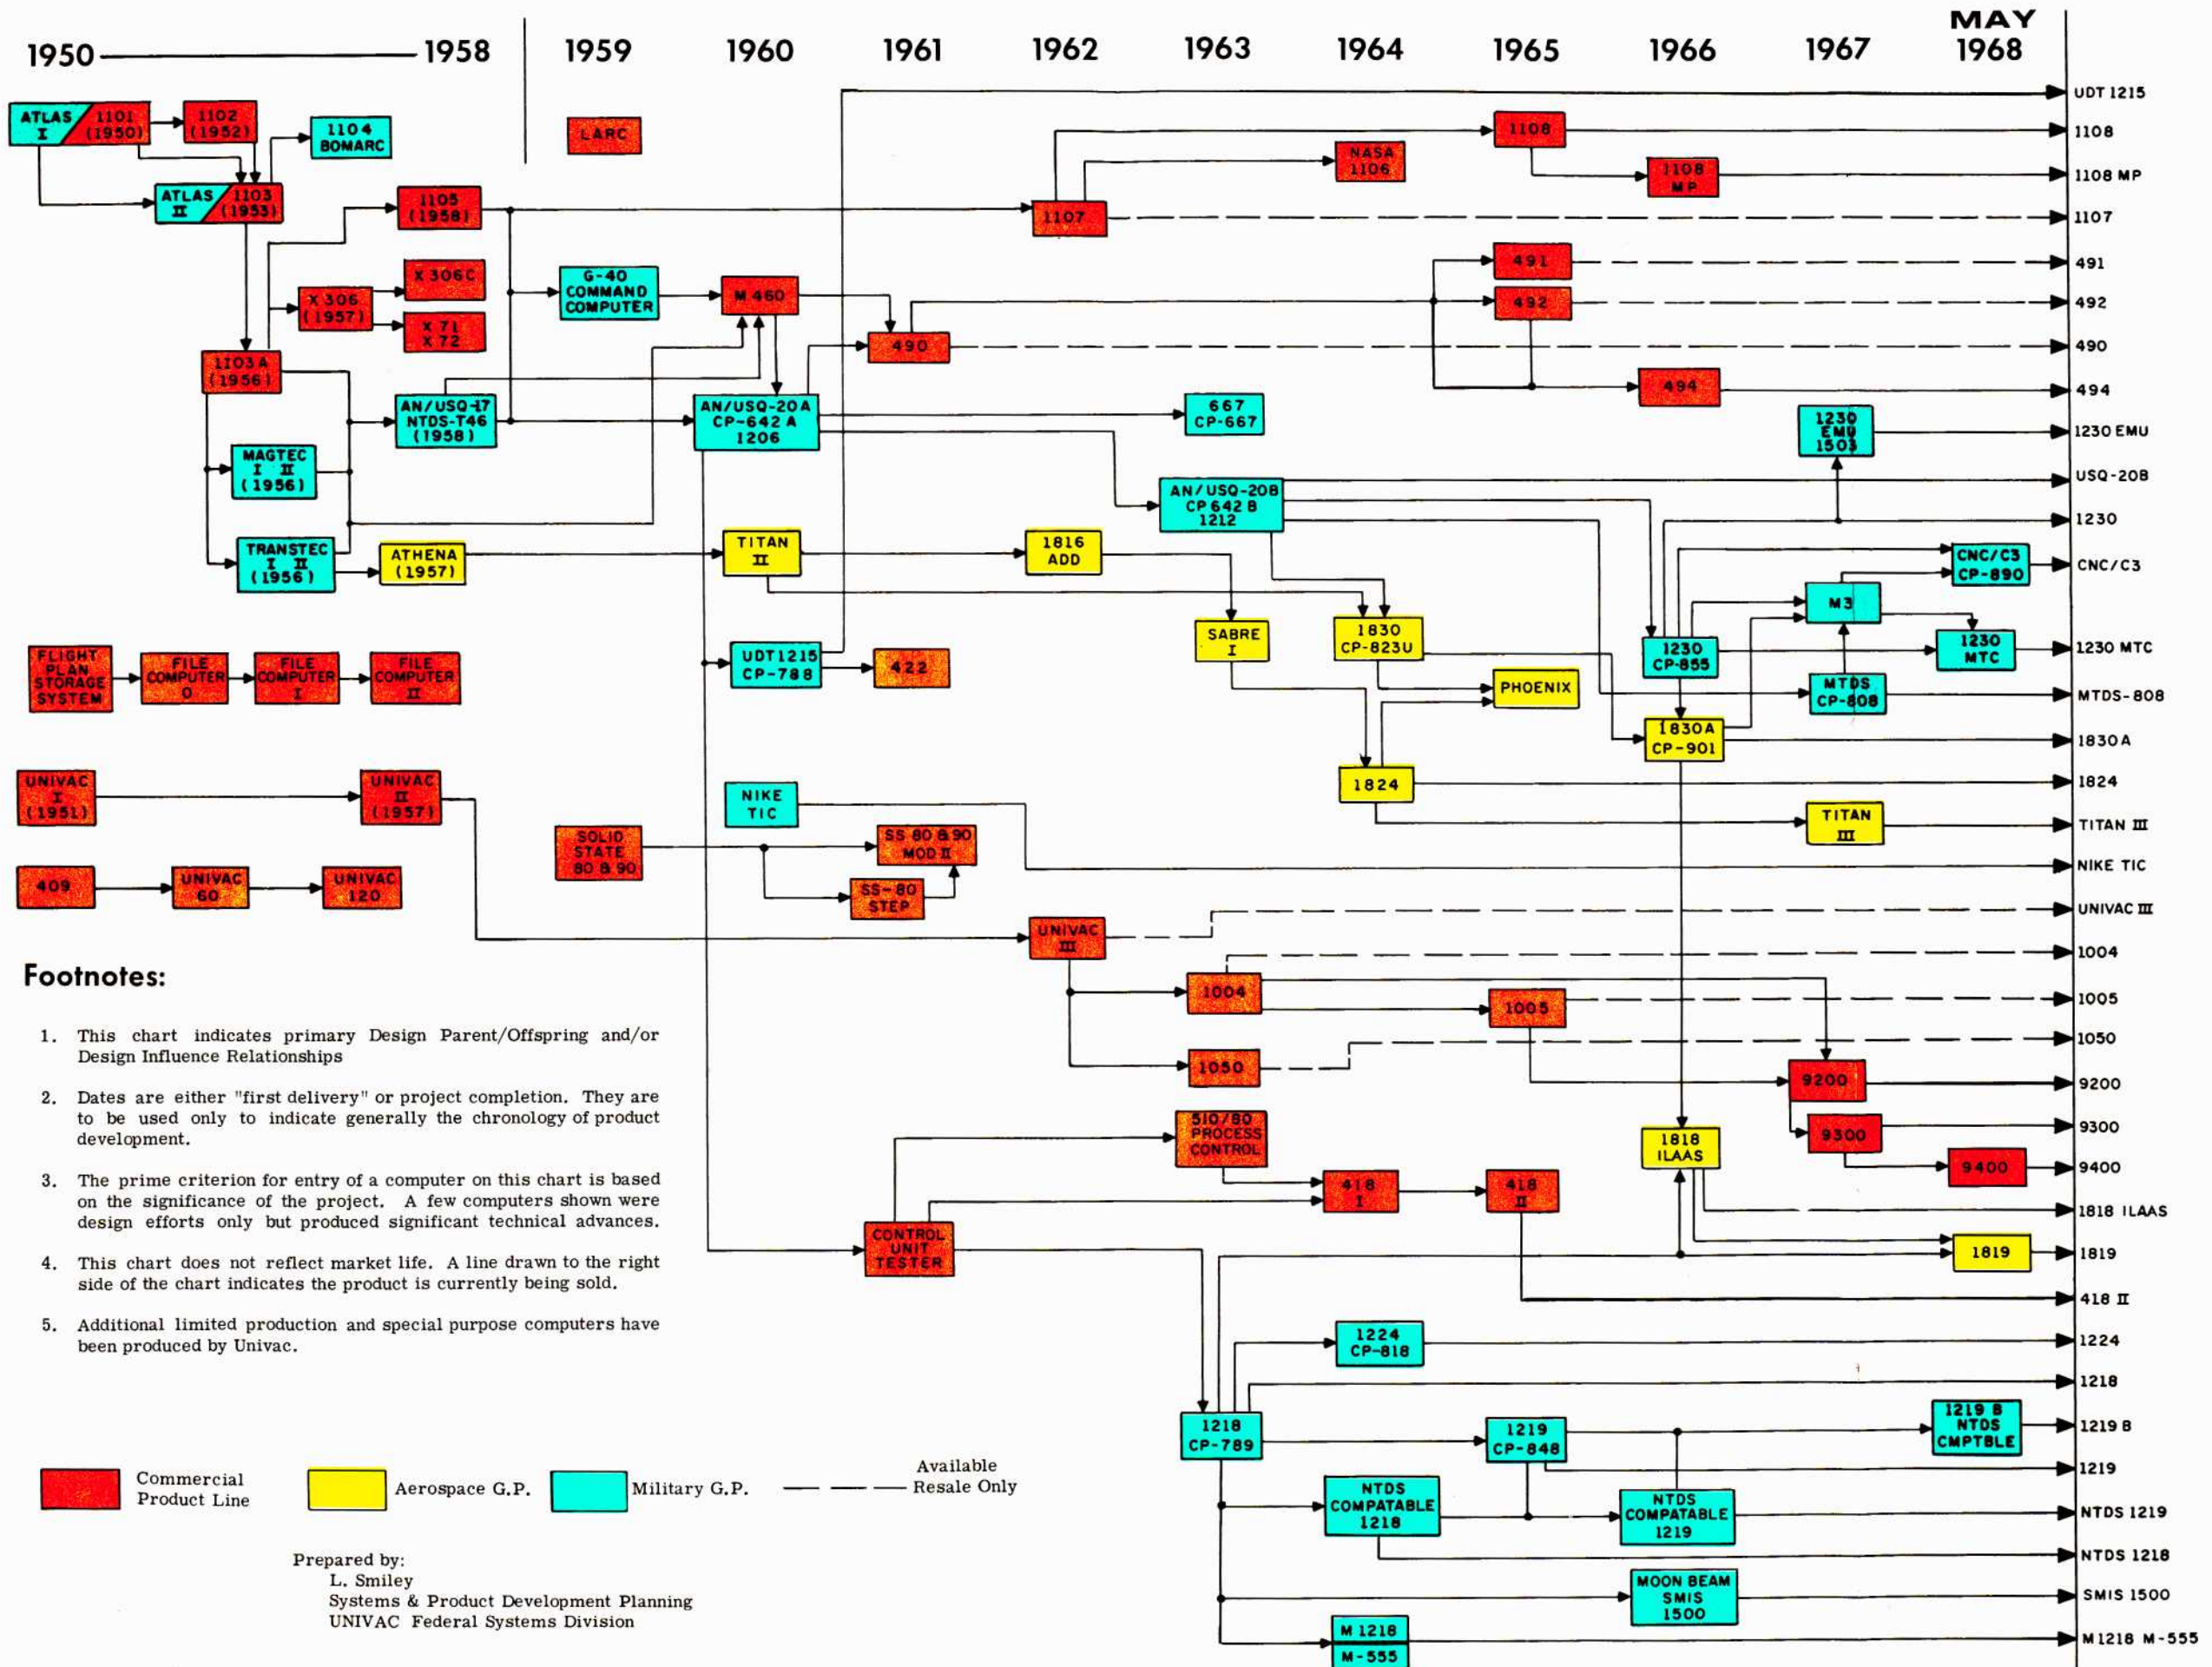 MAY
1950
1958
1959
1960
1961
1962
1963
1964
1965
1966
1967
1968
ATLAS
I
1101
(1950)
1102
(1952)
1104
BOMARC
LARC
1108
NASA
1106
1108
MP
UDT 1215
1108
1108 MP
ATLAS
II
1103
(1953)
1105
(1958)
1107
1107
X 306C
X 306
(1957)
X 71
X 72
G-40
COMMAND
COMPUTER
M 460
490
491
492
494
491
492
490
494
1103A
(1956)
AN/USQ-17
NTDS-T46
(1958)
AN/USQ-20A
CP-642 A
1206
667
CP-667
1230
EMU
1503
1230 EMU
MAGTEC
I II
(1956)
AN/USQ-20B
CP 642 B
1212
USQ-20B
1230
TRANSTEC
I II
(1956)
ATHENA
(1957)
TITAN
II
1816
ADD
CNC/C3
CP-890
CNC/C3
M3
SABRE
I
1830
CP-823U
1230
CP-855
1230
MTC
1230 MTC
FLIGHT
PLAN
STORAGE
SYSTEM
FILE
COMPUTER
0
FILE
COMPUTER
I
FILE
COMPUTER
II
UDT1215
CP-788
422
PHOENIX
MTDS
CP-808
MTDS-808
1830A
CP-901
1830A
UNIVAC
I
(1951)
UNIVAC
II
(1957)
NIKE
TIC
1824
1824
TITAN
III
TITAN III
SOLID
STATE
80 & 90
SS 80 & 90
MOD II
SS-80
STEP
NIKE TIC
409
UNIVAC
60
UNIVAC
120
UNIVAC
III
UNIVAC III
1004
1004
1005
1005
1050
1050
9200
9200
9300
9300
9400
9400
510/80
PROCESS
CONTROL
418
I
418
II
1818
ILAAS
1818 ILAAS
CONTROL
UNIT
TESTER
1819
1819
418 II
1224
CP-818
1224
1218
1218
CP-789
1219
CP-848
1219 B
NTDS
CMPTBLE
1219 B
1219
NTDS
COMPATABLE
1218
NTDS
COMPATABLE
1219
NTDS 1219
NTDS 1218
MOON BEAM
SMIS
1500
SMIS 1500
M 1218
M-555
M1218 M-555
Footnotes:
1. This chart indicates primary Design Parent/Offspring and/or
Design Influence Relationships
2. Dates are either "first delivery" or project completion. They are
to be used only to indicate generally the chronology of product
development.
3. The prime criterion for entry of a computer on this chart is based
on the significance of the project. A few computers shown were
design efforts only but produced significant technical advances.
4. This chart does not reflect market life. A line drawn to the right
side of the chart indicates the product is currently being sold.
5. Additional limited production and special purpose computers have
been produced by Univac.
Commercial
Product Line
Aerospace G.P.
Military G.P.
Available
Resale Only
Prepared by:
L. Smiley
Systems & Product Development Planning
UNIVAC Federal Systems Division